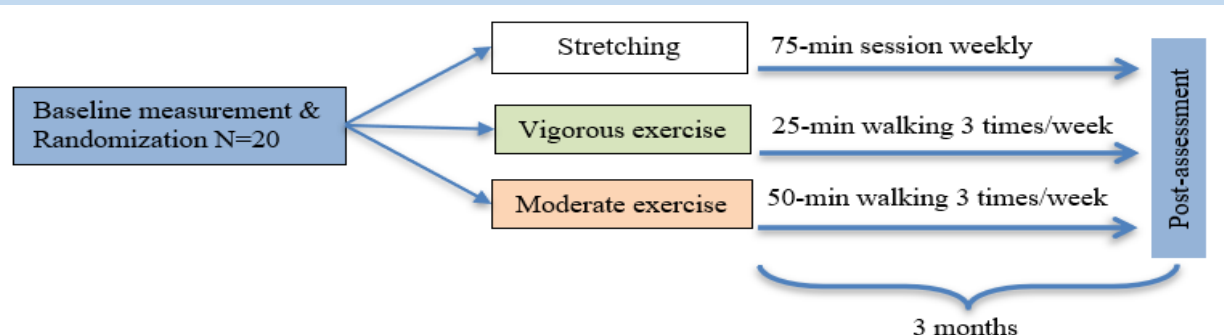 Baseline measurement &
Randomization N=20
Stretching
75-min session weekly
Vigorous exercise
25-min walking 3 times/week
Moderate exercise
50-min walking 3 times/week
Post-assessment
3 months